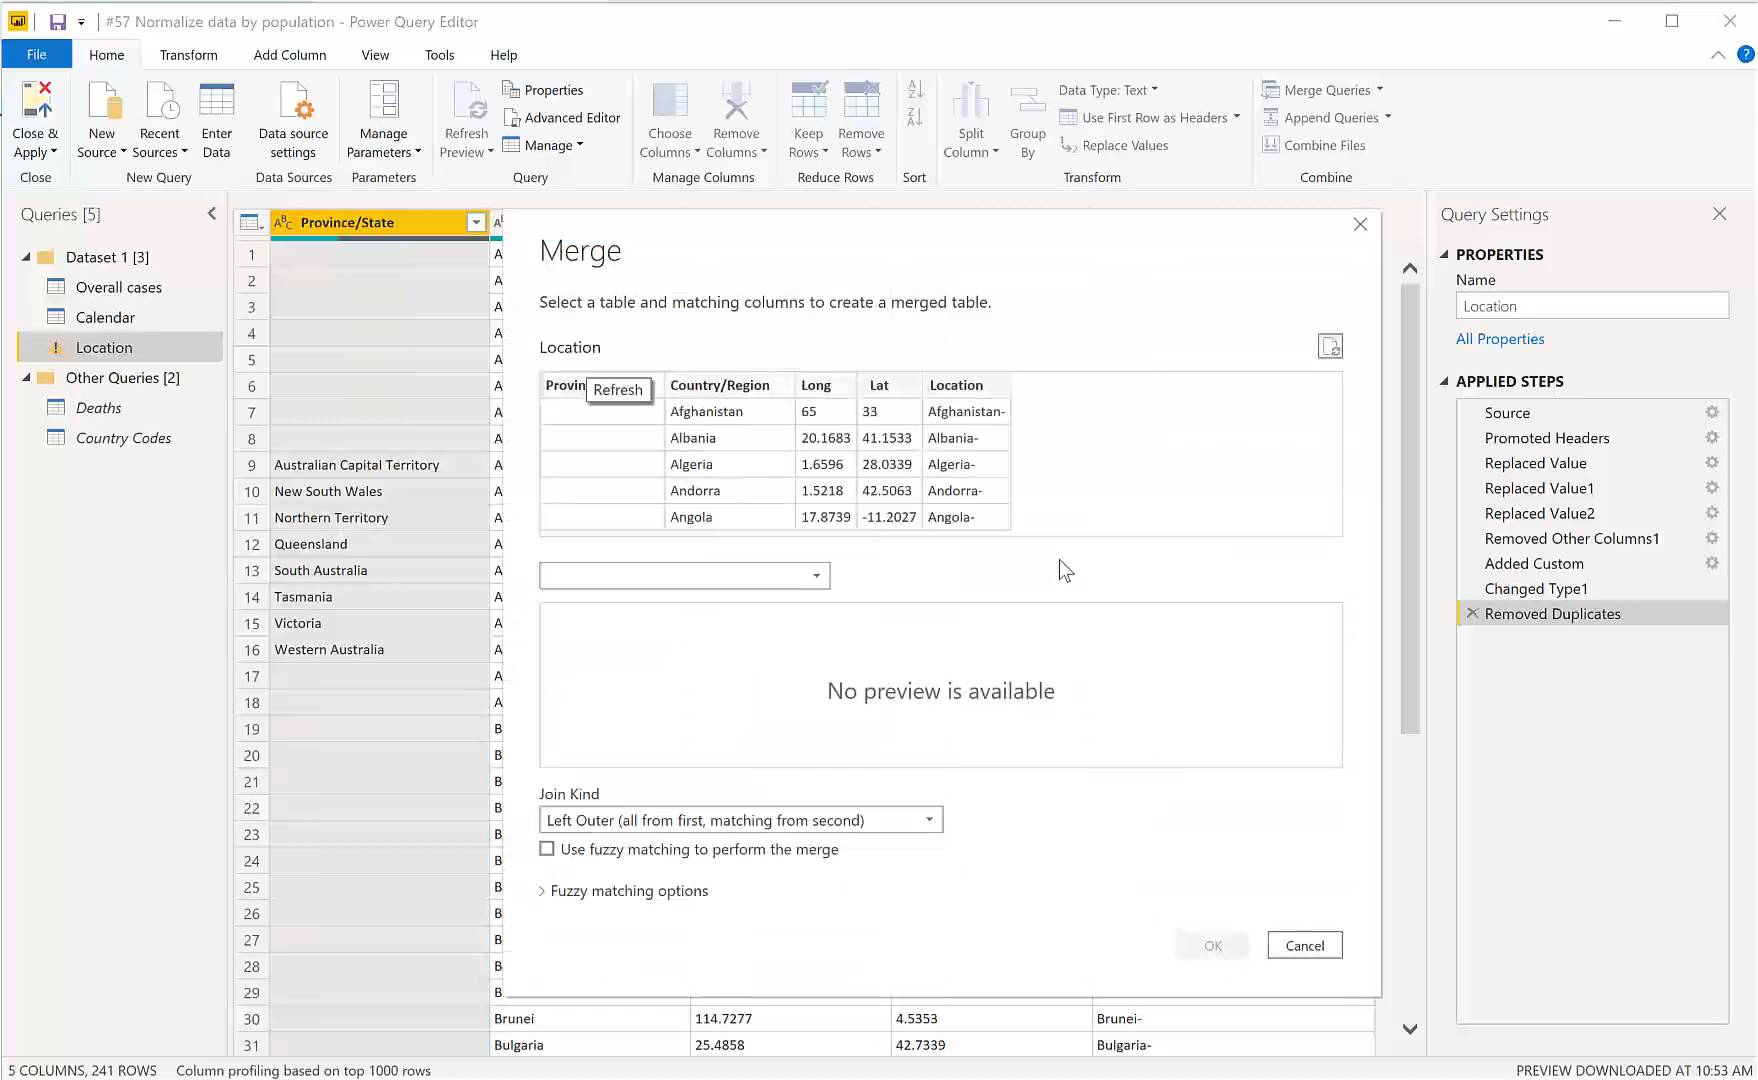 #57 Normalize data by population - Power Query Editor
File Home Transform Add Column View Tools Help
Close & Apply
New Source
Recent Sources
Enter Data
Data source settings
Manage Parameters
Refresh Preview
Properties
Advanced Editor
Manage
Choose Columns
Remove Columns
Keep Rows
Remove Rows
Split Column
Group By
Data Type: Text
Use First Row as Headers
Replace Values
Merge Queries
Append Queries
Combine Files
Close New Query Data Sources Parameters Query Manage Columns Reduce Rows Sort Transform Combine
Queries [5]
Dataset 1 [3]
Overall cases
Calendar
Location
Other Queries [2]
Deaths
Country Codes
ABC Province/State
1 A
2 A
3 A
4 A
5 A
6 A
7 A
8 A
9 Australian Capital Territory A
10 New South Wales A
11 Northern Territory A
12 Queensland A
13 South Australia A
14 Tasmania A
15 Victoria A
16 Western Australia A
17 A
18 A
19 B
20 B
21 B
22 B
23 B
24 B
25 B
26 B
27 B
28 B
29 B
30 Brunei 114.7277 4.5353 Brunei-
31 Bulgaria 25.4858 42.7339 Bulgaria-
Merge
Select a table and matching columns to create a merged table.
Location
Provin Refresh Country/Region Long Lat Location
Afghanistan 65 33 Afghanistan-
Albania 20.1683 41.1533 Albania-
Algeria 1.6596 28.0339 Algeria-
Andorra 1.5218 42.5063 Andorra-
Angola 17.8739 -11.2027 Angola-
No preview is available
Join Kind
Left Outer (all from first, matching from second)
Use fuzzy matching to perform the merge
Fuzzy matching options
OK Cancel
Query Settings
PROPERTIES
Name
Location
All Properties
APPLIED STEPS
Source
Promoted Headers
Replaced Value
Replaced Value1
Replaced Value2
Removed Other Columns1
Added Custom
Changed Type1
Removed Duplicates
5 COLUMNS, 241 ROWS Column profiling based on top 1000 rows PREVIEW DOWNLOADED AT 10:53 AM